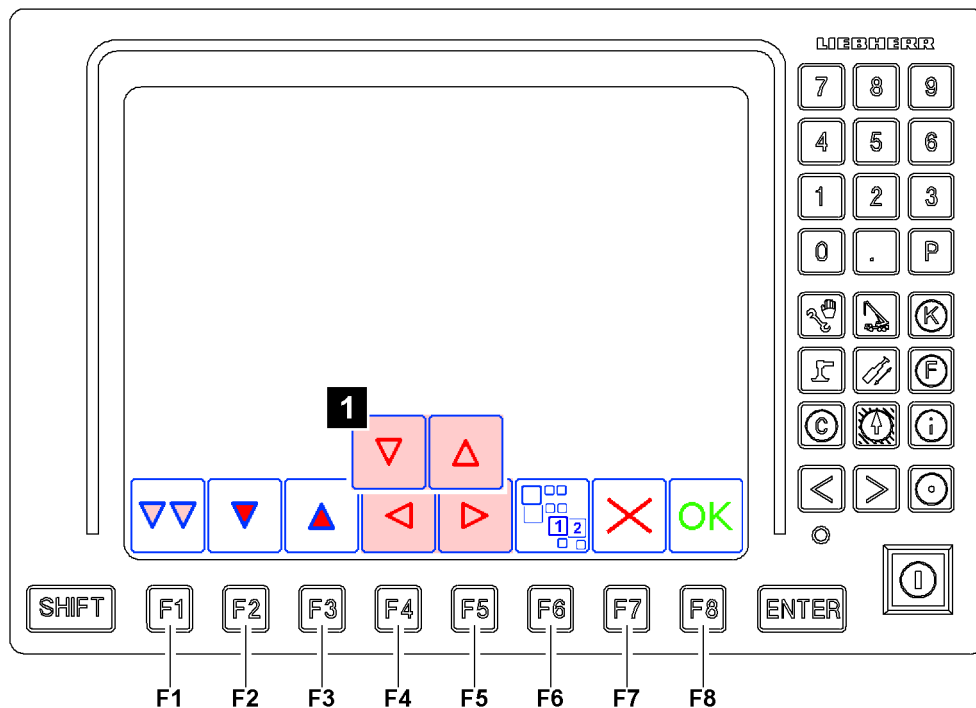 LIEBHERR
7 8 9
4 5 6
1 2 3
0 . P
K
F
C i
< >
1
1 2
OK
SHIFT F1 F2 F3 F4 F5 F6 F7 F8 ENTER
F1 F2 F3 F4 F5 F6 F7 F8